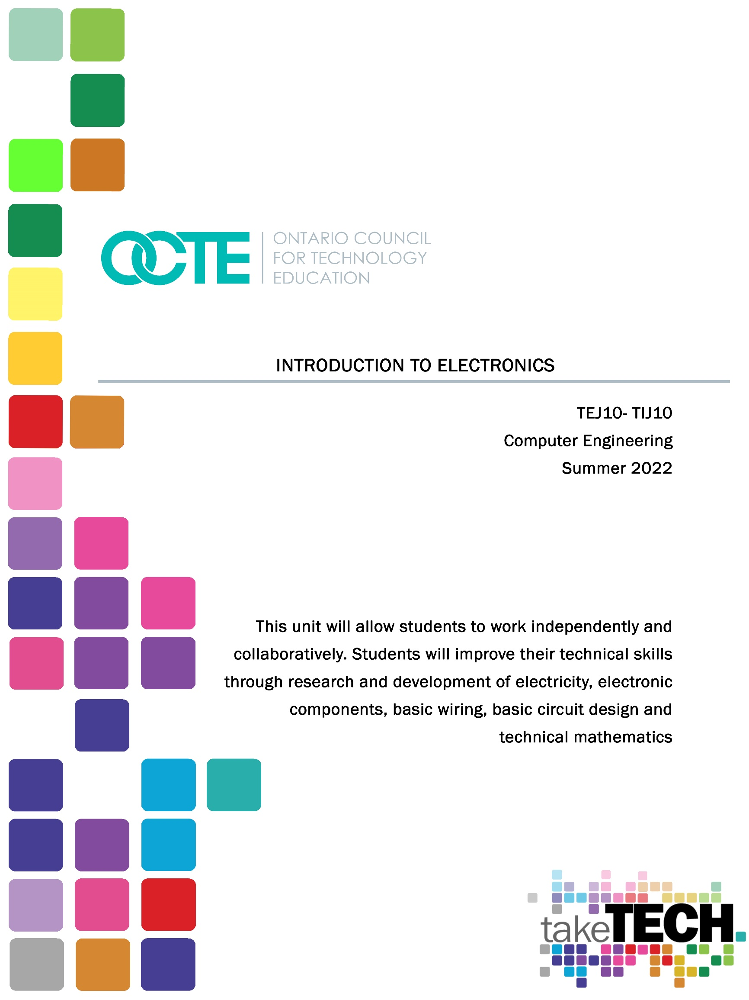 OCTE
ONTARIO COUNCIL
FOR TECHNOLOGY
EDUCATION
INTRODUCTION TO ELECTRONICS
TEJ10- TIJ10
Computer Engineering
Summer 2022
This unit will allow students to work independently and
collaboratively. Students will improve their technical skills
through research and development of electricity, electronic
components, basic wiring, basic circuit design and
technical mathematics
takeTECH.